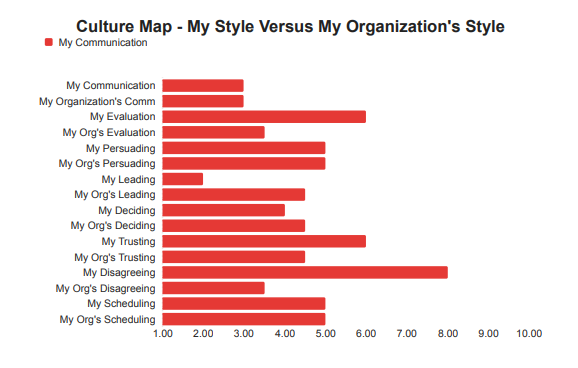 Culture Map - My Style Versus My Organization's Style
My Communication
My Communication
My Organization's Comm
My Evaluation
My Org's Evaluation
My Persuading
My Org's Persuading
My Leading
My Org's Leading
My Deciding
My Org's Deciding
My Trusting
My Org's Trusting
My Disagreeing
My Org's Disagreeing
My Scheduling
My Org's Scheduling
1.00 2.00 3.00 4.00 5.00 6.00 7.00 8.00 9.00 10.00